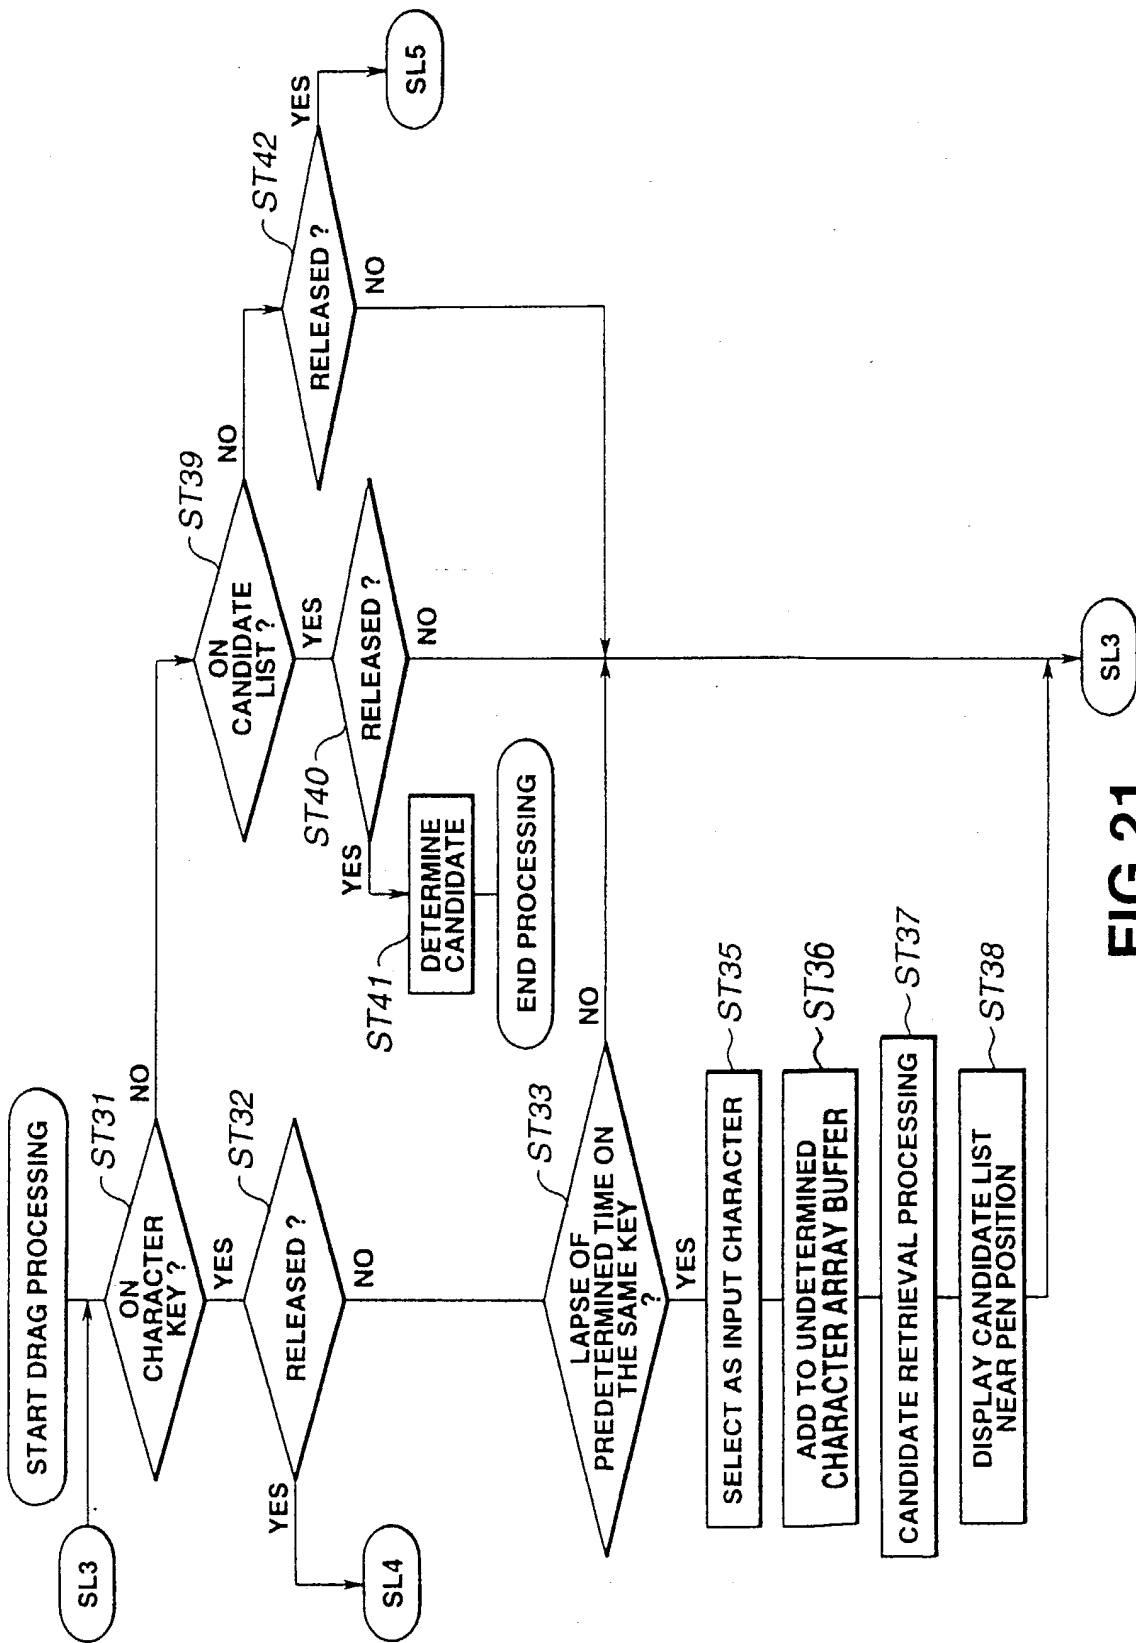 START DRAG PROCESSING
SL3
ST31
ON
CHARACTER
KEY ?
NO
YES
ST32
RELEASED ?
YES
NO
SL4
ST33
LAPSE OF
PREDETERMINED TIME ON
THE SAME KEY
?
NO
YES
ST35
SELECT AS INPUT CHARACTER
ST36
ADD TO UNDETERMINED
CHARACTER ARRAY BUFFER
ST37
CANDIDATE RETRIEVAL PROCESSING
ST38
DISPLAY CANDIDATE LIST
NEAR PEN POSITION
ST39
ON
CANDIDATE
LIST ?
NO
YES
ST40
RELEASED ?
YES
NO
ST41
DETERMINE
CANDIDATE
END PROCESSING
ST42
RELEASED ?
YES
NO
SL5
SL3
FIG.21